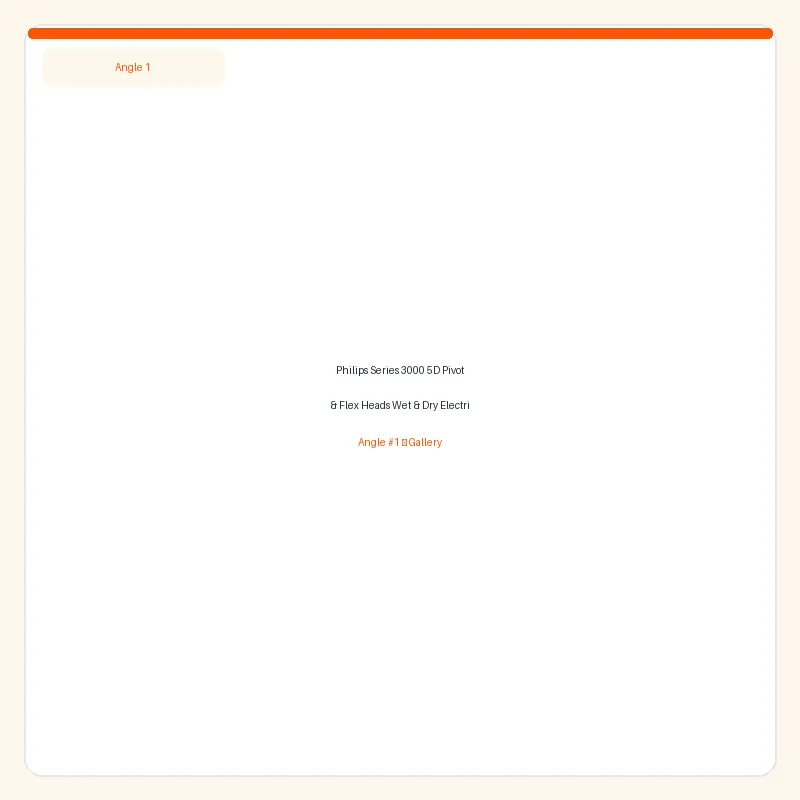 Angle 1
Philips Series 3000 5D Pivot
& Flex Heads Wet & Dry Electri
Angle #1 Gallery